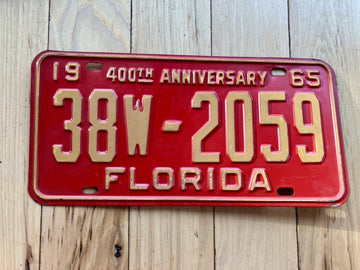 19 400TH ANNIVERSARY 65
38W-2059
FLORIDA